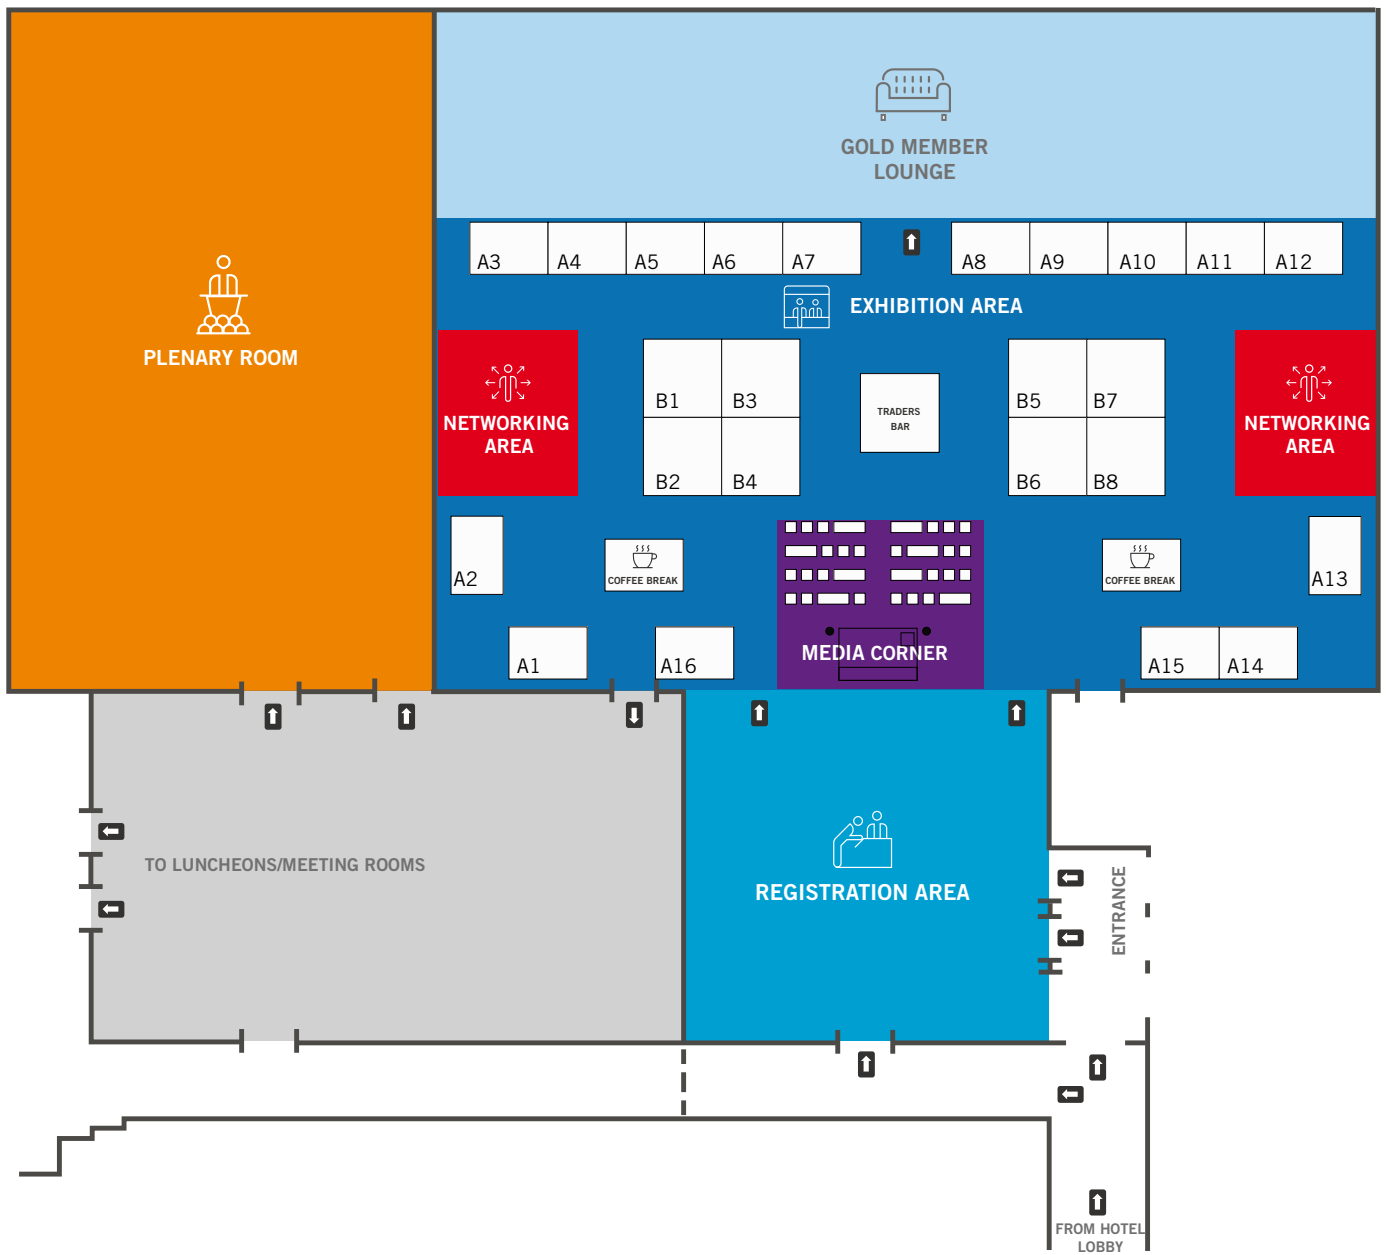 GOLD MEMBER
LOUNGE
A3
A4
A5
A6
A7
A8
A9
A10
A11
A12
EXHIBITION AREA
PLENARY ROOM
NETWORKING
AREA
B1
B3
B2
B4
TRADERS
BAR
B5
B7
B6
B8
NETWORKING
AREA
A2
COFFEE BREAK
COFFEE BREAK
A13
A1
A16
MEDIA CORNER
A15
A14
TO LUNCHEONS/MEETING ROOMS
REGISTRATION AREA
ENTRANCE
FROM HOTEL
LOBBY